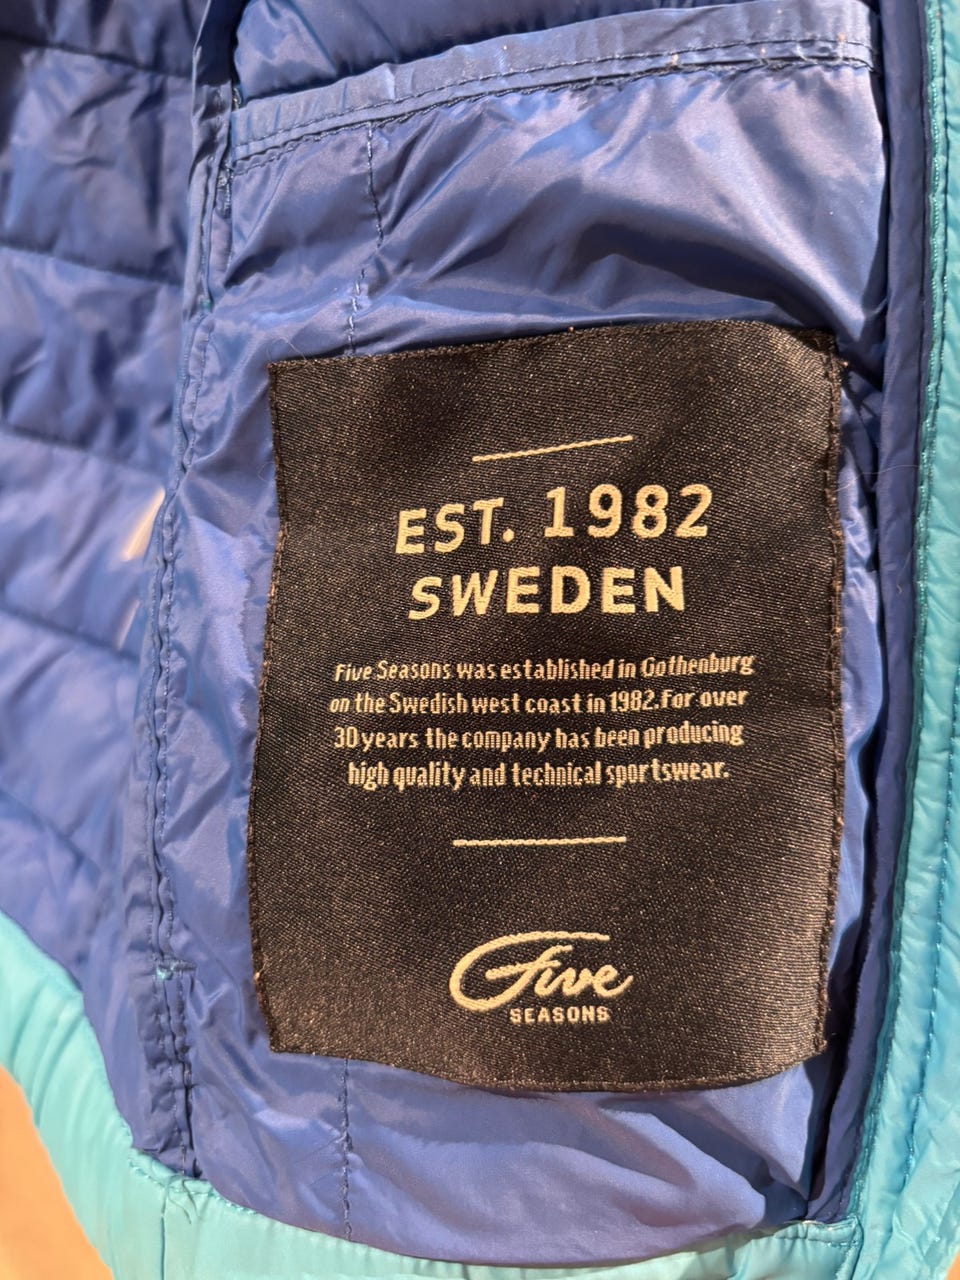 EST. 1982
SWEDEN
Five Seasons was established in Gothenburg
on the Swedish west coast in 1982. For over
30 years the company has been producing
high quality and technical sportswear.
Five
SEASONS